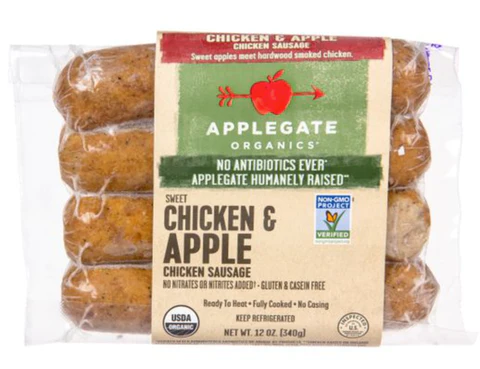 CHICKEN & APPLE
CHICKEN SAUSAGE
Sweet apples meet hardwood smoked chicken.
APPLEGATE
ORGANICS®
NO ANTIBIOTICS EVER*
APPLEGATE HUMANELY RAISED**
SWEET
CHICKEN &
APPLE
CHICKEN SAUSAGE
NO NITRATES OR NITRITES ADDED† • GLUTEN & CASEIN FREE
NON-GMO
PROJECT
VERIFIED
Ready To Heat • Fully Cooked • No Casing
KEEP REFRIGERATED
NET WT. 12 OZ. (340g)
USDA
ORGANIC
INSPECTED